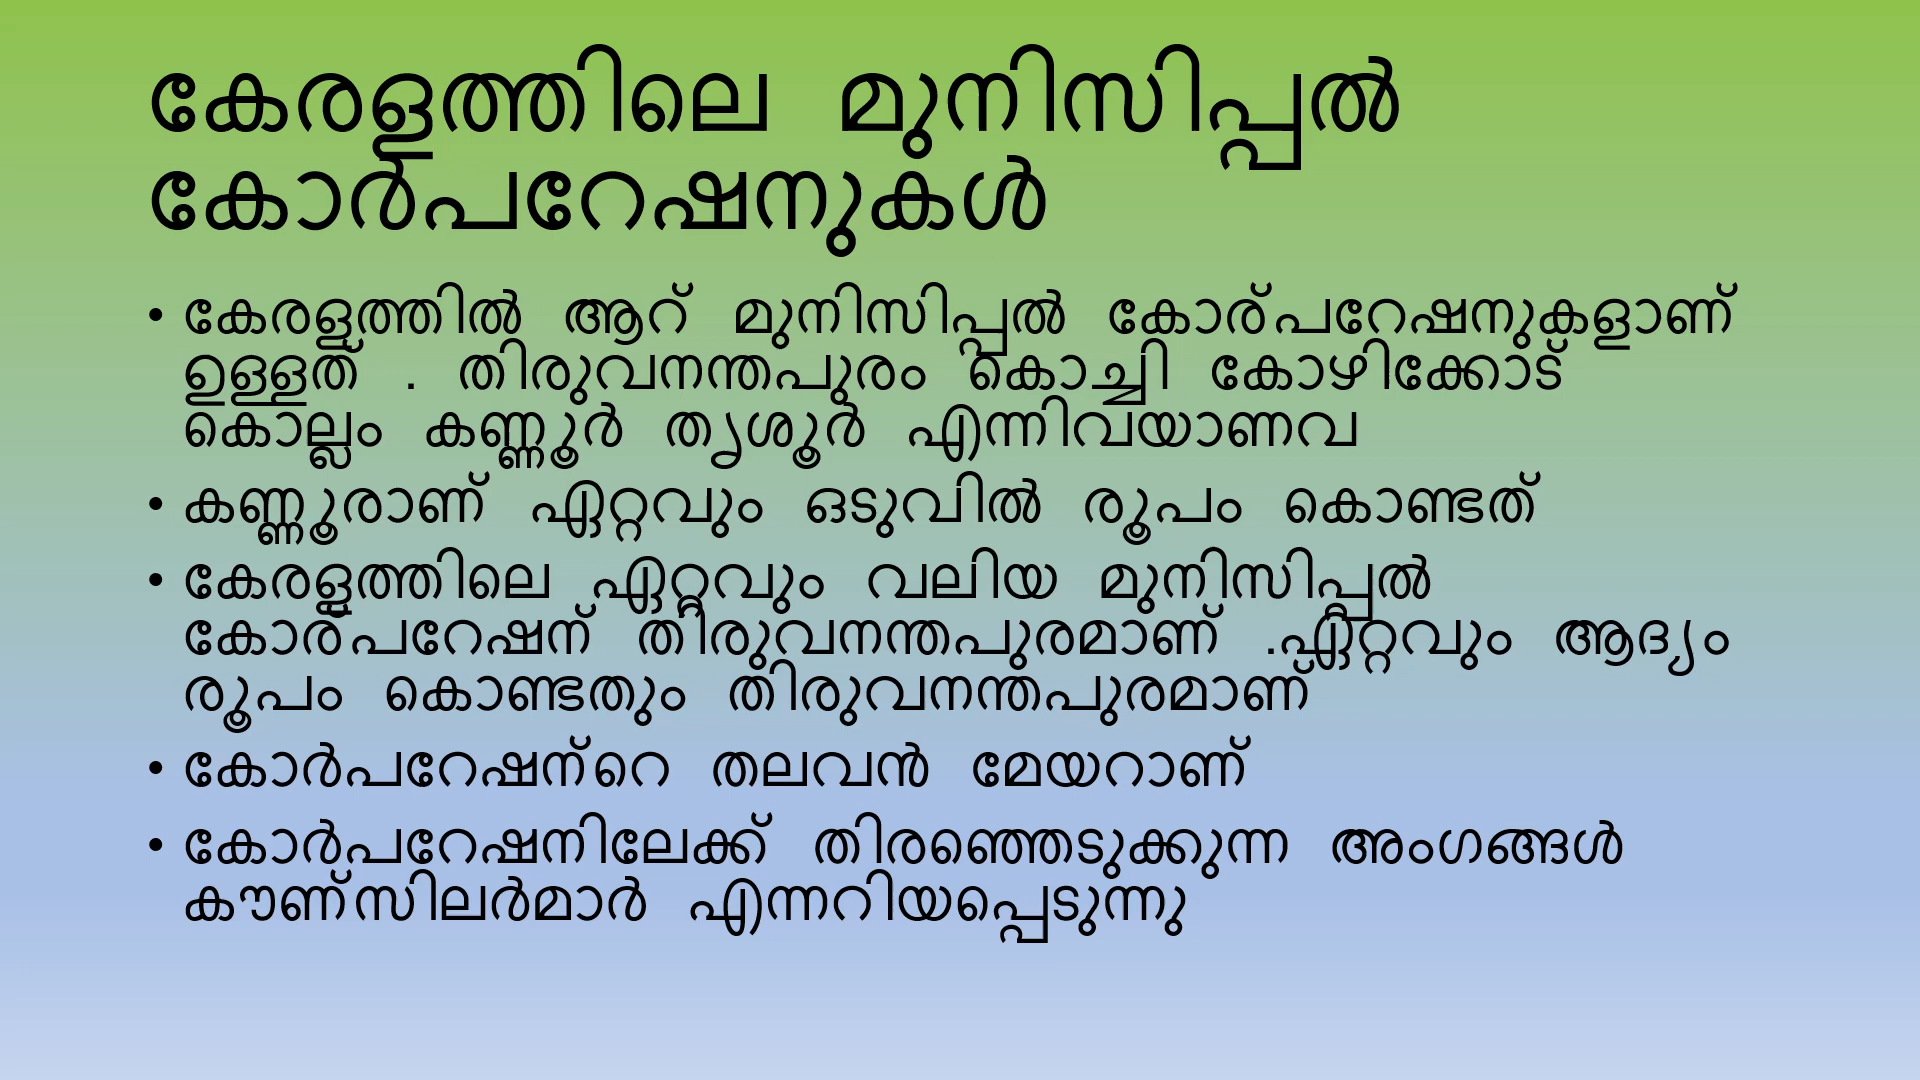 കേരളത്തിലെ മുനിസിപ്പൽ
കോർപറേഷനുകൾ
• കേരളത്തിൽ ആറ് മുനിസിപ്പൽ കോര്‌പറേഷനുകളാണ്
ഉള്ളത് . തിരുവനന്തപുരം കൊച്ചി കോഴിക്കോട്
കൊല്ലം കണ്ണൂർ തൃശൂർ എന്നിവയാണവ
• കണ്ണൂരാണ് ഏറ്റവും ഒടുവിൽ രൂപം കൊണ്ടത്
• കേരളത്തിലെ ഏറ്റവും വലിയ മുനിസിപ്പൽ
കോര്‌പറേഷന് തിരുവനന്തപുരമാണ് .ഏറ്റവും ആദ്യം
രൂപം കൊണ്ടതും തിരുവനന്തപുരമാണ്
• കോർപറേഷന്‌റെ തലവൻ മേയറാണ്
• കോർപറേഷനിലേക്ക് തിരഞ്ഞെടുക്കുന്ന അംഗങ്ങൾ
കൗണ്‌സിലർമാർ എന്നറിയപ്പെടുന്നു